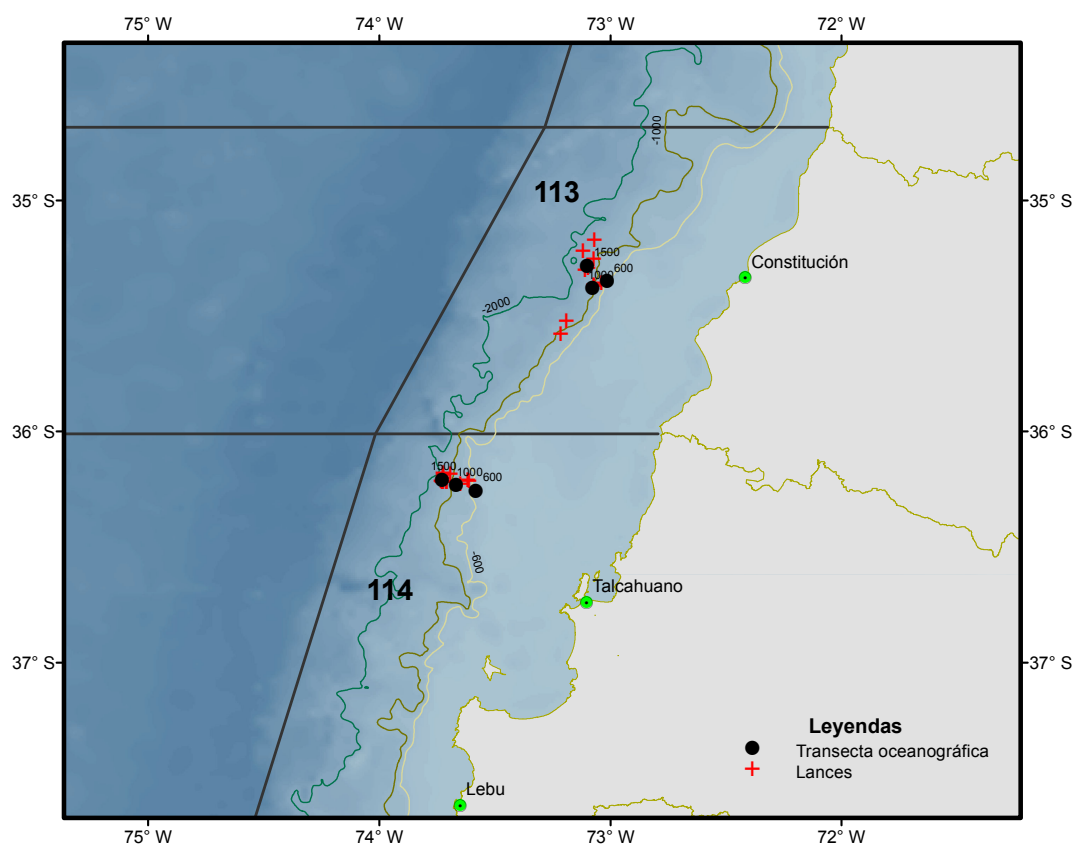 75° W 74° W 73° W 72° W
-1000
35° S 113 35° S
1500
600
1000
Constitución
-2000
36° S 36° S
1500 1000 600
-600
114
Talcahuano
37° S 37° S
Leyendas
Transecta oceanográfica
Lances
Lebu
75° W 74° W 73° W 72° W